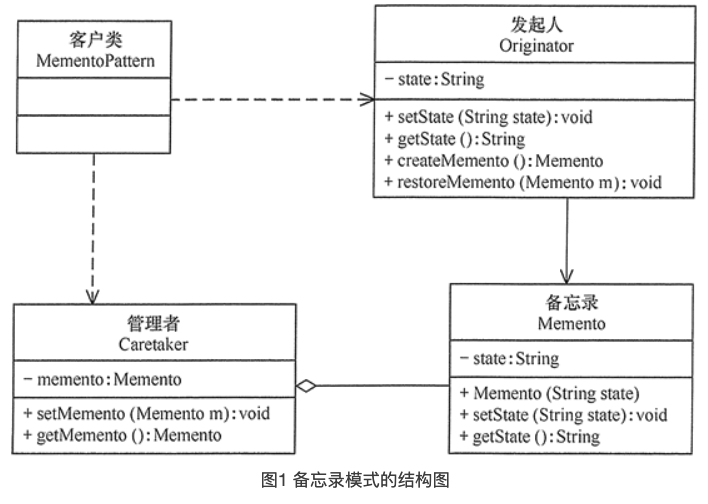 客户类
MementoPattern
发起人
Originator
- state:String
+ setState (String state): void
+ getState (): String
+ createMemento (): Memento
+ restoreMemento (Memento m): void
管理者
Caretaker
- memento: Memento
+ setMemento (Memento m): void
+ getMemento (): Memento
备忘录
Memento
- state:String
+ Memento (String state)
+ setState (String state): void
+ getState (): String
图1 备忘录模式的结构图